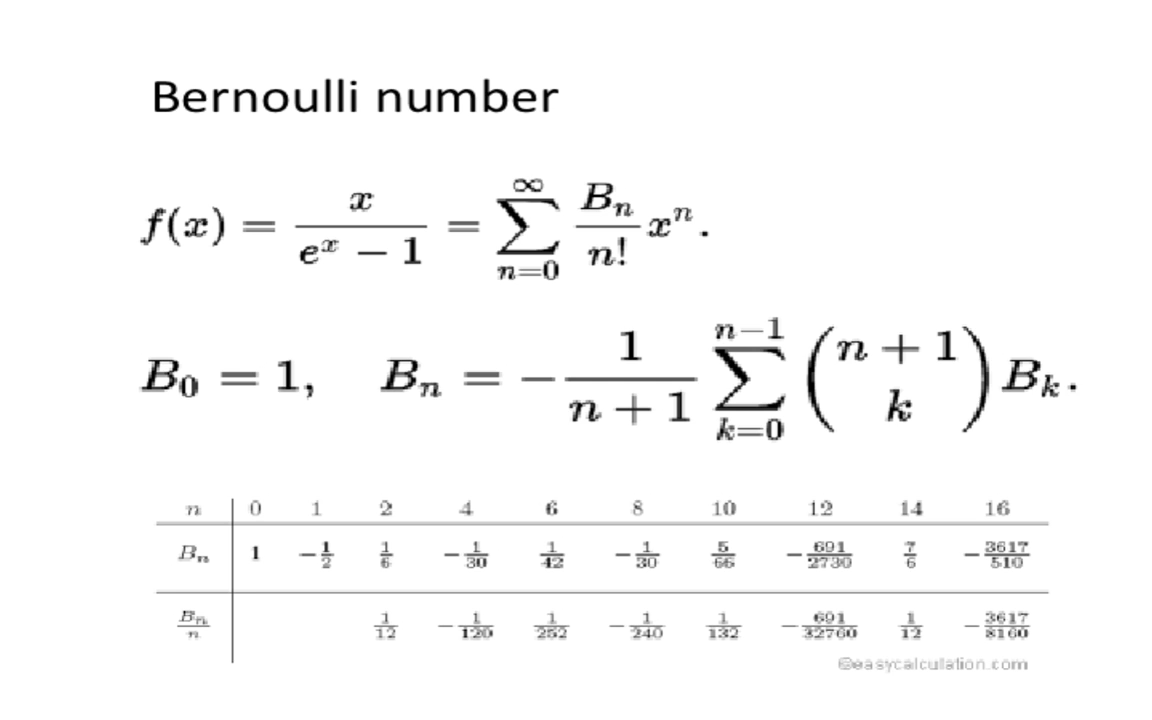 Bernoulli number
f(x) = x / (e^x − 1) = ∑_{n=0}^{∞} (B_n / n!) x^n.
B_0 = 1, B_n = −(1 / (n + 1)) ∑_{k=0}^{n−1} (n + 1 \choose k) B_k.
n 0 1 2 4 6 8 10 12 14 16
B_n 1 −1/2 1/6 −1/30 1/42 −1/30 5/66 −691/2730 7/6 −3617/510
B_n/n 1/12 −1/120 1/252 −1/240 1/132 −691/32760 1/12 −3617/8160
©easycalculation.com